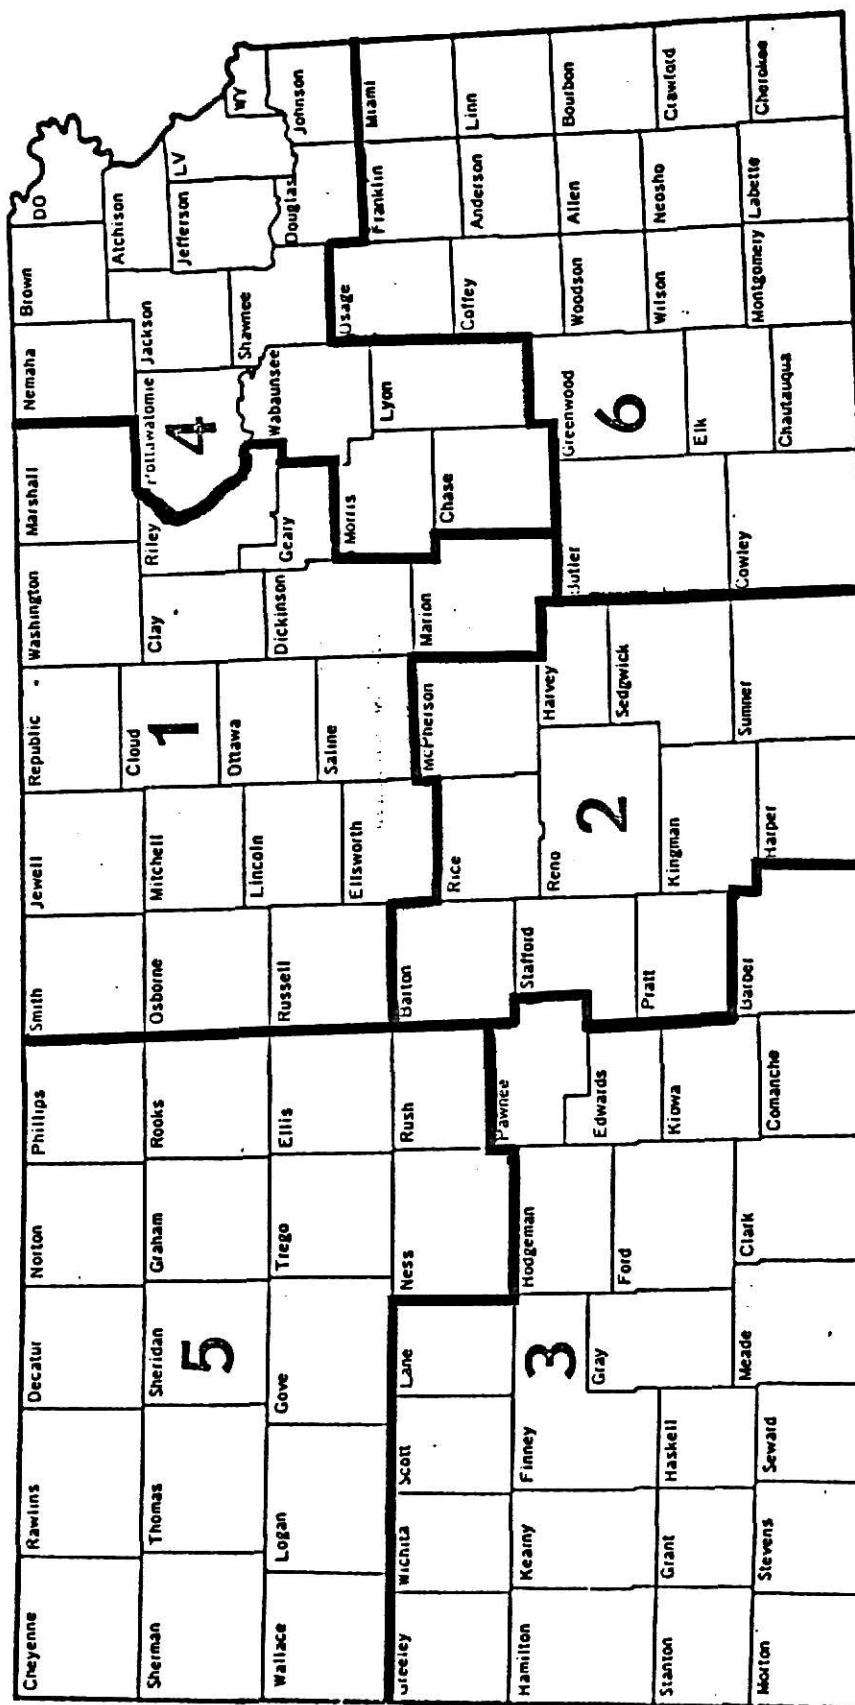 Cheyenne
Rawlins
Decatur
Norton
Phillips
Smith
Jewell
Republic
Washington
Marshall
Nemaha
Brown
DO
Sherman
Thomas
Sheridan
Graham
Rooks
Osborne
Mitchell
Cloud
Clay
Riley
Pottawatomie
Jackson
Atchison
Jefferson
LV
WY
5
1
4
Wallace
Logan
Gove
Trego
Ellis
Russell
Lincoln
Ottawa
Dickinson
Geary
Wabaunsee
Shawnee
Douglas
Johnson
Ellsworth
Saline
Greeley
Wichita
Scott
Lane
Ness
Rush
Barton
Rice
McPherson
Marion
Morris
Chase
Lyon
Osage
Franklin
Miami
Hamilton
Kearny
Finney
3
Hodgeman
Pawnee
Stafford
Reno
2
Harvey
Butler
Greenwood
6
Coffey
Anderson
Linn
Gray
Ford
Edwards
Sedgwick
Woodson
Allen
Bourbon
Stanton
Grant
Haskell
Kiowa
Pratt
Kingman
Elk
Wilson
Neosho
Crawford
Morton
Stevens
Seward
Meade
Clark
Comanche
Barber
Harper
Sumner
Cowley
Chautauqua
Montgomery
Labette
Cherokee